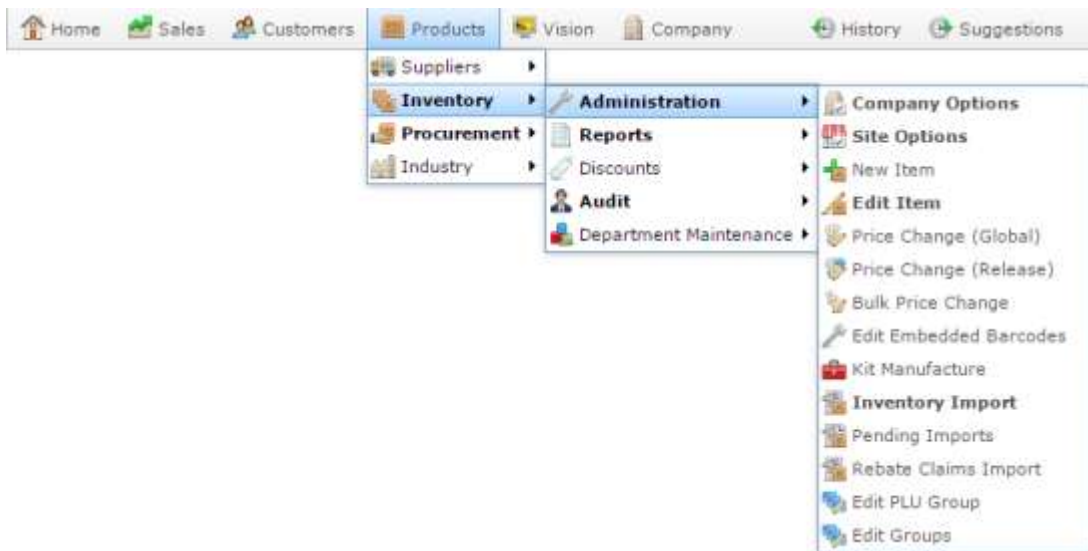 Home Sales Customers Products Vision Company History Suggestions
Suppliers
Inventory
Procurement
Industry
Administration
Reports
Discounts
Audit
Department Maintenance
Company Options
Site Options
New Item
Edit Item
Price Change (Global)
Price Change (Release)
Bulk Price Change
Edit Embedded Barcodes
Kit Manufacture
Inventory Import
Pending Imports
Rebate Claims Import
Edit PLU Group
Edit Groups